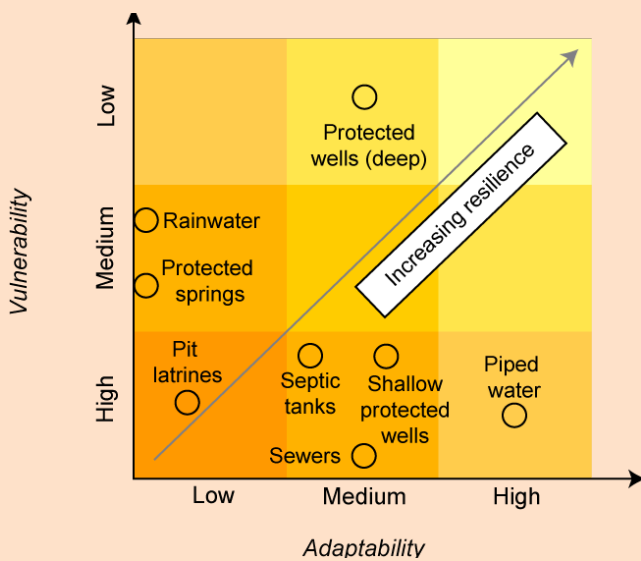 Low
Protected
wells (deep)
Increasing resilience
Vulnerability
Medium
Rainwater
Protected
springs
High
Pit
latrines
Septic
tanks
Shallow
protected
wells
Piped
water
Sewers
Low
Medium
High
Adaptability